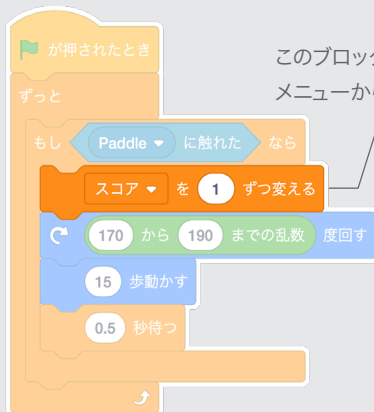 が押されたとき
このブロック
ずっと
メニューから
もし Paddle に触れた なら
スコア を 1 ずつ変える
170 から 190 までの乱数 度回す
15 歩動かす
0.5 秒待つ